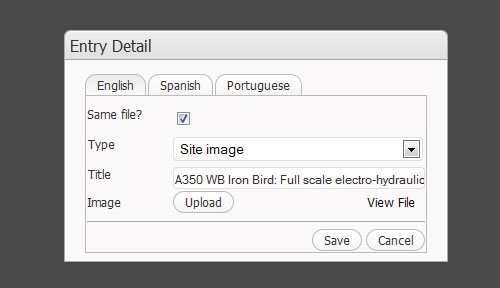 Entry Detail
English Spanish Portuguese
Same file?
Type Site image
Title A350 WB Iron Bird: Full scale electro-hydraulic
Image Upload View File
Save Cancel